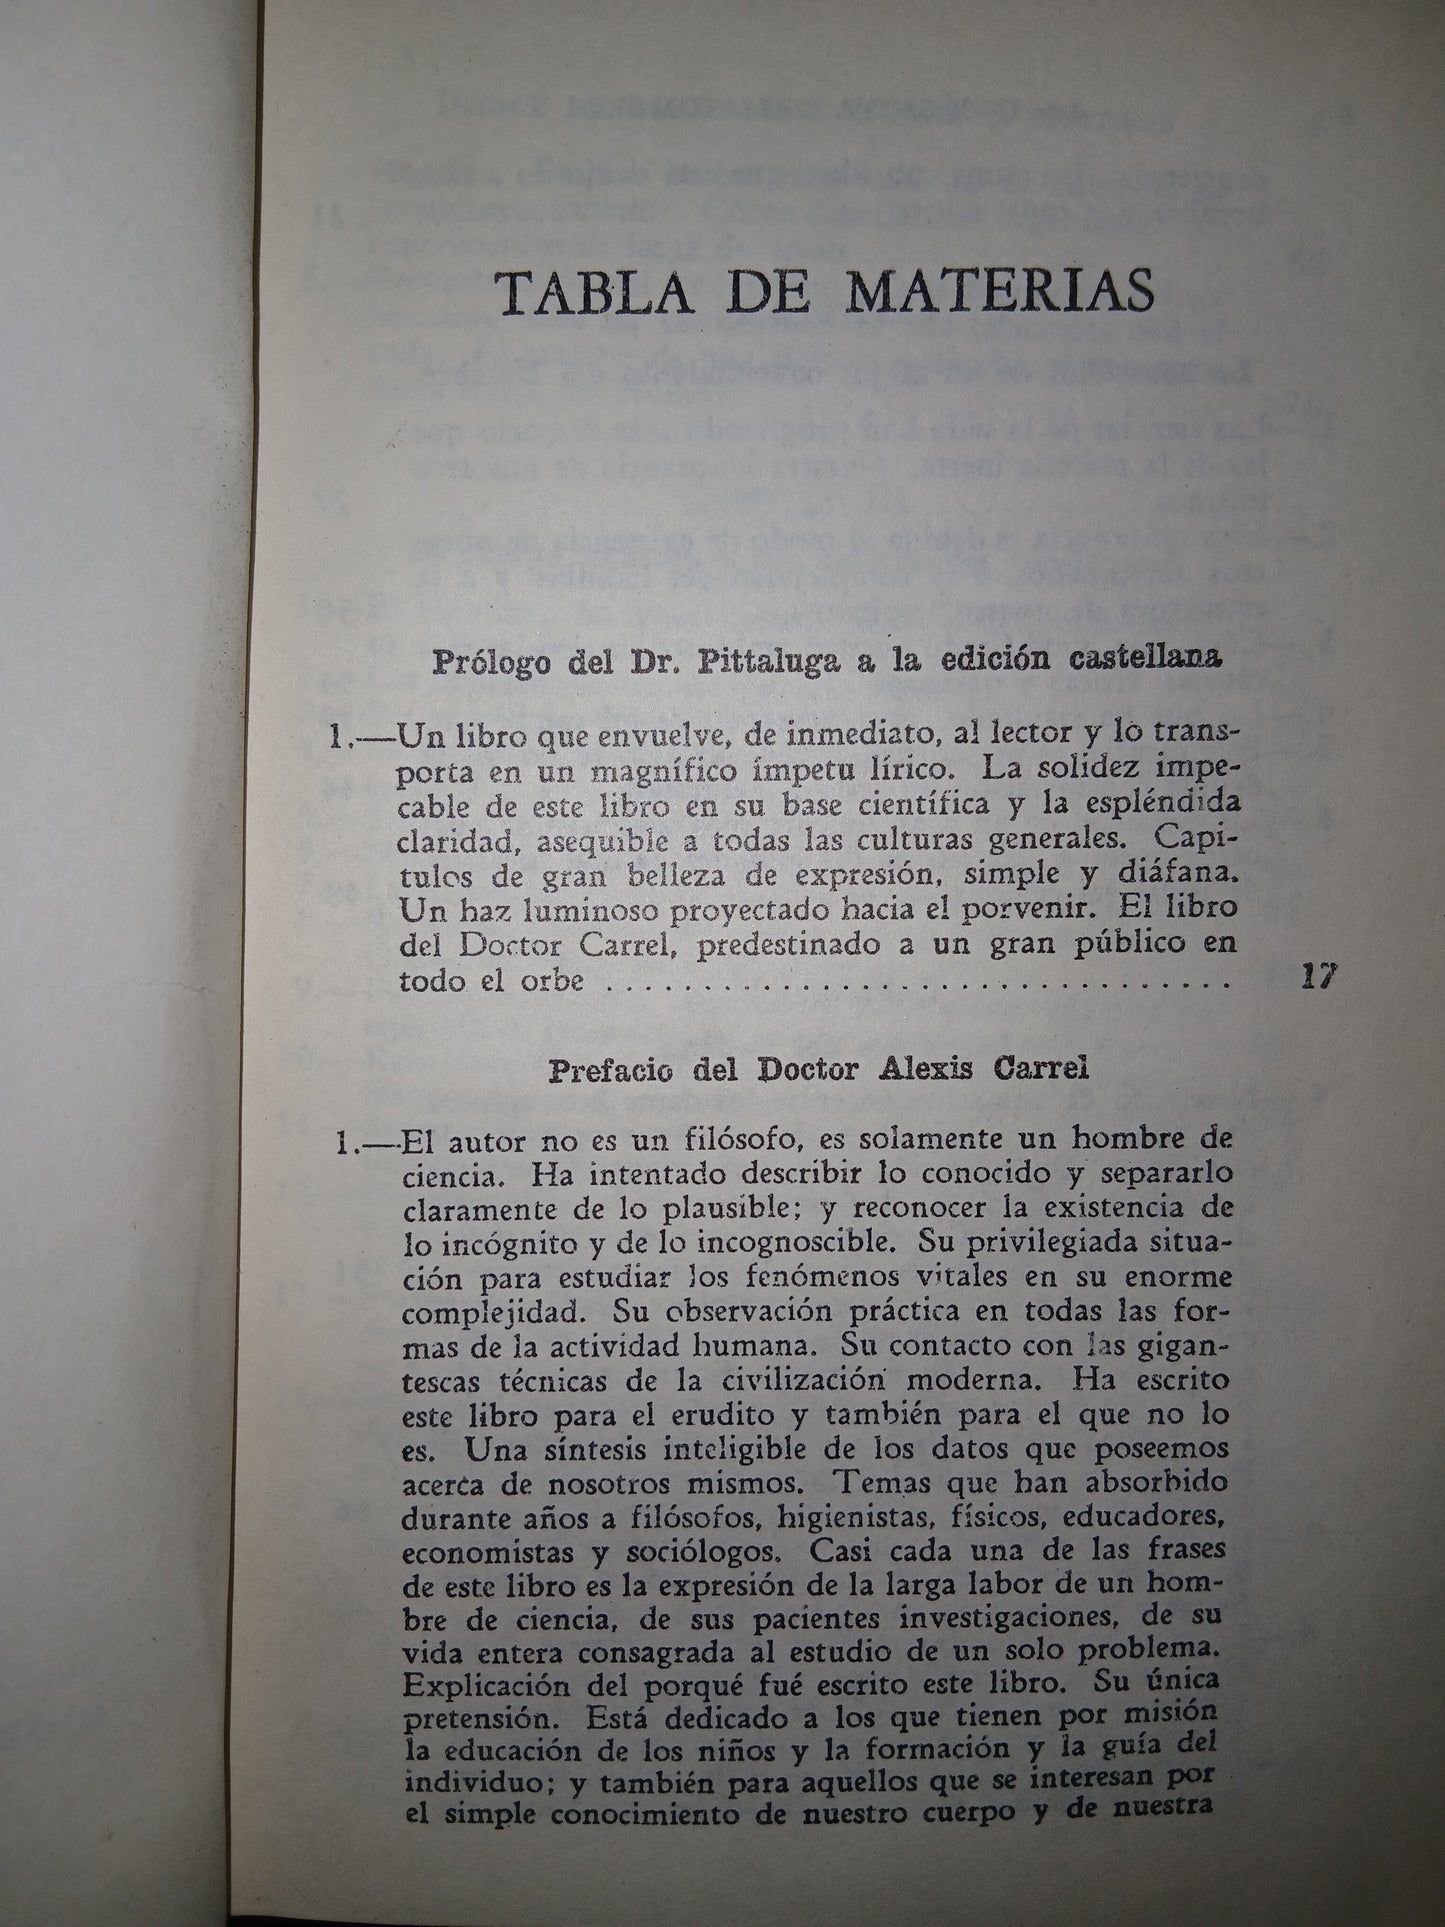 TABLA DE MATERIAS
Prólogo del Dr. Pittaluga a la edición castellana
1.—Un libro que envuelve, de inmediato, al lector y lo trans-
porta en un magnífico ímpetu lírico. La solidez impe-
cable de este libro en su base científica y la espléndida
claridad, asequible a todas las culturas generales. Capi-
tulos de gran belleza de expresión, simple y diáfana.
Un haz luminoso proyectado hacia el porvenir. El libro
del Doctor Carrel, predestinado a un gran público en
todo el orbe ................................ 17
Prefacio del Doctor Alexis Carrel
1.—El autor no es un filósofo, es solamente un hombre de
ciencia. Ha intentado describir lo conocido y separarlo
claramente de lo plausible; y reconocer la existencia de
lo incógnito y de lo incognoscible. Su privilegiada situa-
ción para estudiar los fenómenos vitales en su enorme
complejidad. Su observación práctica en todas las for-
mas de la actividad humana. Su contacto con las gigan-
tescas técnicas de la civilización moderna. Ha escrito
este libro para el erudito y también para el que no lo
es. Una síntesis inteligible de los datos que poseemos
acerca de nosotros mismos. Temas que han absorbido
durante años a filósofos, higienistas, físicos, educadores,
economistas y sociólogos. Casi cada una de las frases
de este libro es la expresión de la larga labor de un hom-
bre de ciencia, de sus pacientes investigaciones, de su
vida entera consagrada al estudio de un solo problema.
Explicación del porqué fué escrito este libro. Su única
pretensión. Está dedicado a los que tienen por misión
la educación de los niños y la formación y la guía del
individuo; y también para aquellos que se interesan por
el simple conocimiento de nuestro cuerpo y de nuestra